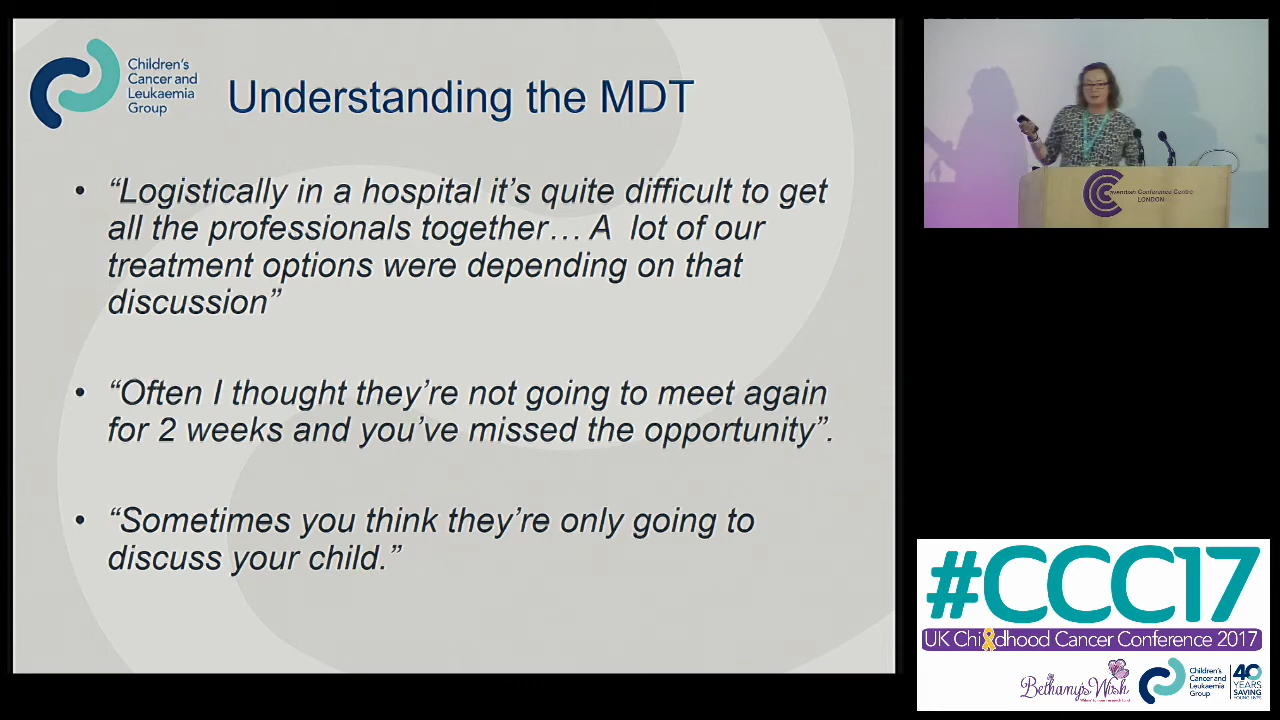 Children's
Cancer and
Leukaemia
Group
Understanding the MDT
• “Logistically in a hospital it’s quite difficult to get
all the professionals together… A lot of our
treatment options were depending on that
discussion”
• “Often I thought they’re not going to meet again
for 2 weeks and you’ve missed the opportunity”.
• “Sometimes you think they’re only going to
discuss your child.”
Cavendish Conference Centre
LONDON
#CCC17
UK Childhood Cancer Conference 2017
Bethany's Wish
Children's
Cancer and
Leukaemia
Group
40
YEARS
SAVING
YOUNG LIVES